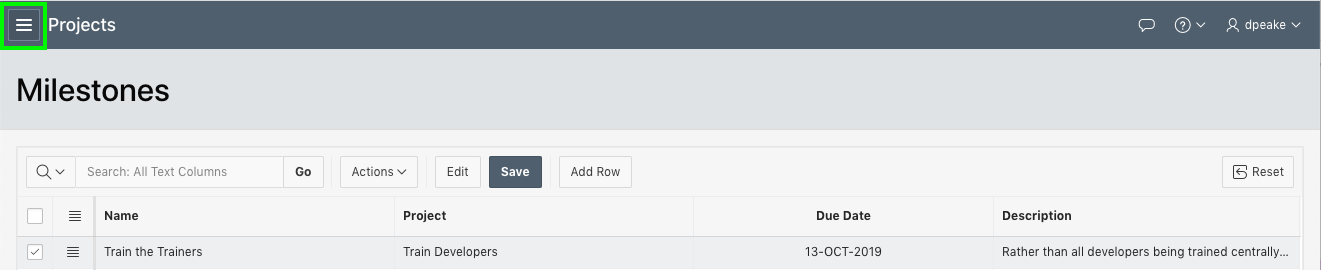 Projects
dpeake
Milestones
Search: All Text Columns Go Actions Edit Save Add Row Reset
Name Project Due Date Description
Train the Trainers Train Developers 13-OCT-2019 Rather than all developers being trained centrally...